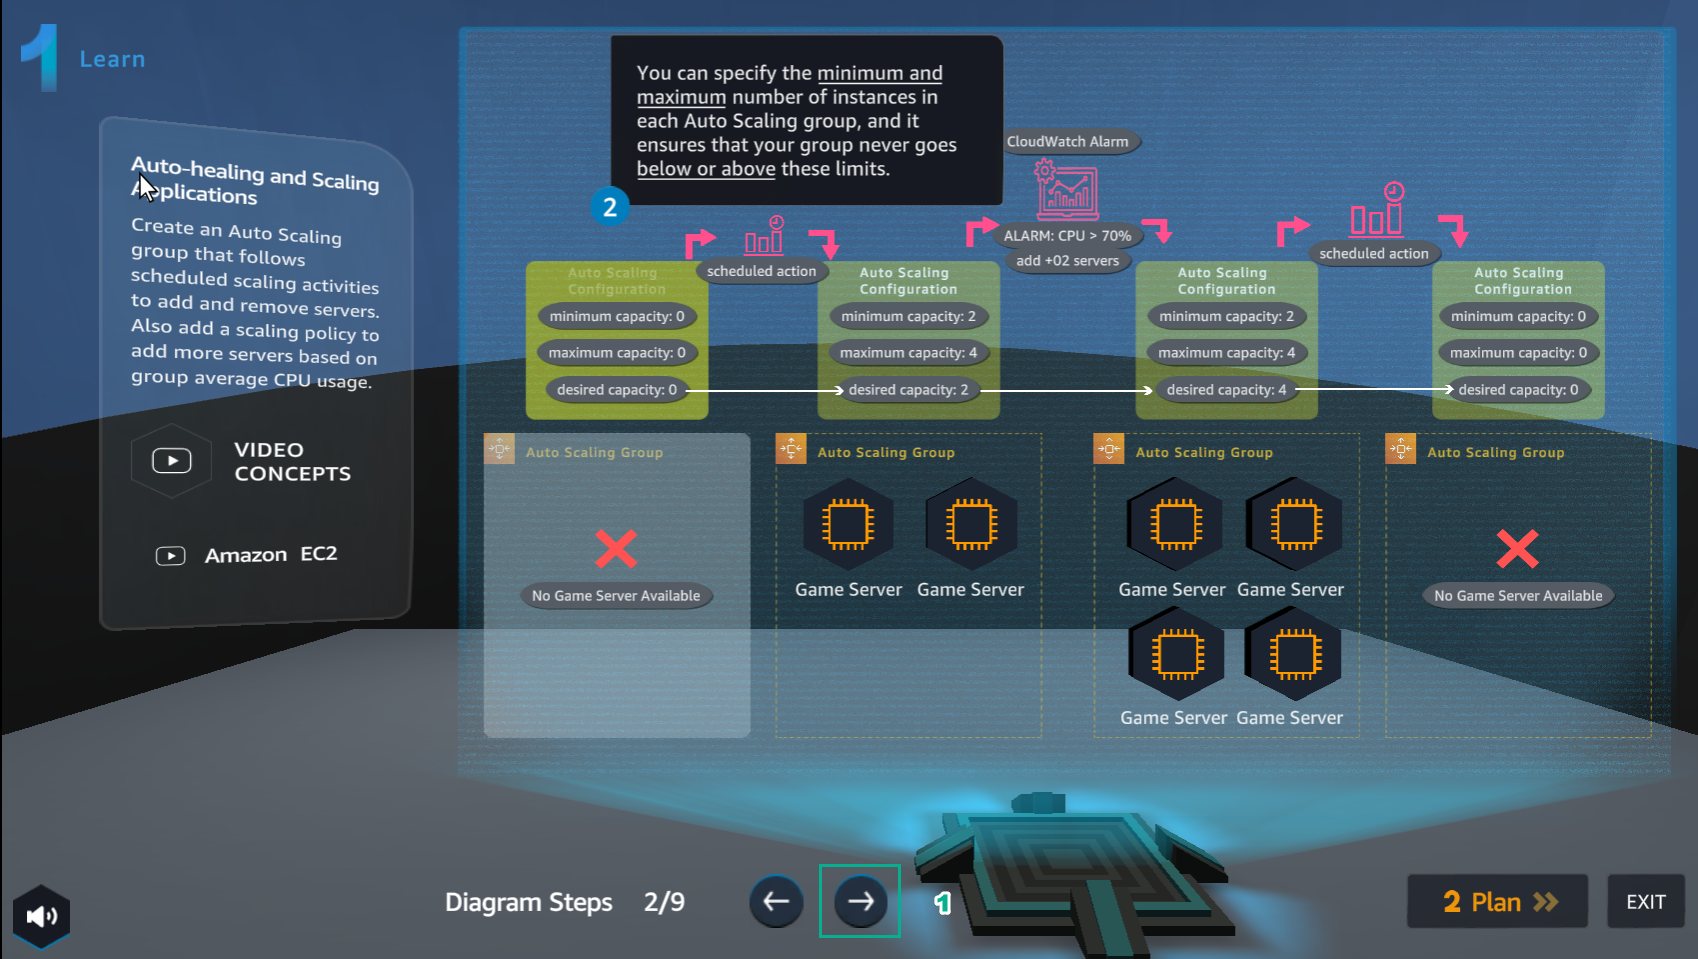 1 Learn
Auto-healing and Scaling
Applications
Create an Auto Scaling
group that follows
scheduled scaling activities
to add and remove servers.
Also add a scaling policy to
add more servers based on
group average CPU usage.
VIDEO
CONCEPTS
Amazon EC2
You can specify the minimum and
maximum number of instances in
each Auto Scaling group, and it
ensures that your group never goes
below or above these limits.
2
scheduled action
CloudWatch Alarm
ALARM: CPU > 70%
add +02 servers
scheduled action
Auto Scaling
Configuration
minimum capacity: 0
maximum capacity: 0
desired capacity: 0
Auto Scaling
Configuration
minimum capacity: 2
maximum capacity: 4
desired capacity: 2
Auto Scaling
Configuration
minimum capacity: 2
maximum capacity: 4
desired capacity: 4
Auto Scaling
Configuration
minimum capacity: 0
maximum capacity: 0
desired capacity: 0
Auto Scaling Group
No Game Server Available
Auto Scaling Group
Game Server Game Server
Auto Scaling Group
Game Server Game Server
Game Server Game Server
Auto Scaling Group
No Game Server Available
Diagram Steps 2/9
1
2 Plan
EXIT